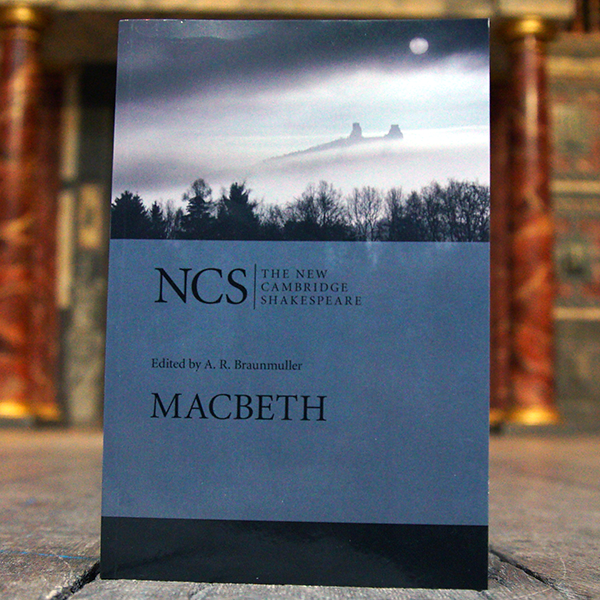 NCS
THE NEW
CAMBRIDGE
SHAKESPEARE
Edited by A. R. Braunmuller
MACBETH